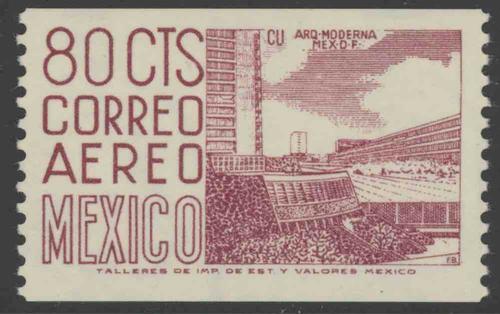 80 CTS
CORREO
AEREO
MEXICO
CU ARQ-MODERNA
MEX-D-F-
F.B.
TALLERES DE IMP. DE EST. Y VALORES MEXICO